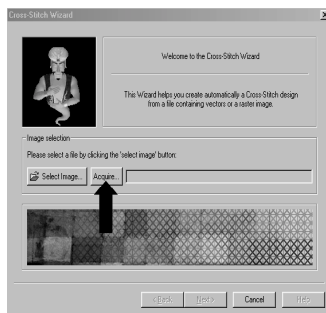 Cross-Stitch Wizard
Welcome to the Cross-Stitch Wizard
This Wizard helps you create automatically a Cross-Stitch design
from a file containing vectors or a raster image.
Image selection
Please select a file by clicking the 'select image' button:
Select Image... Acquire...
< Back Next > Cancel Help